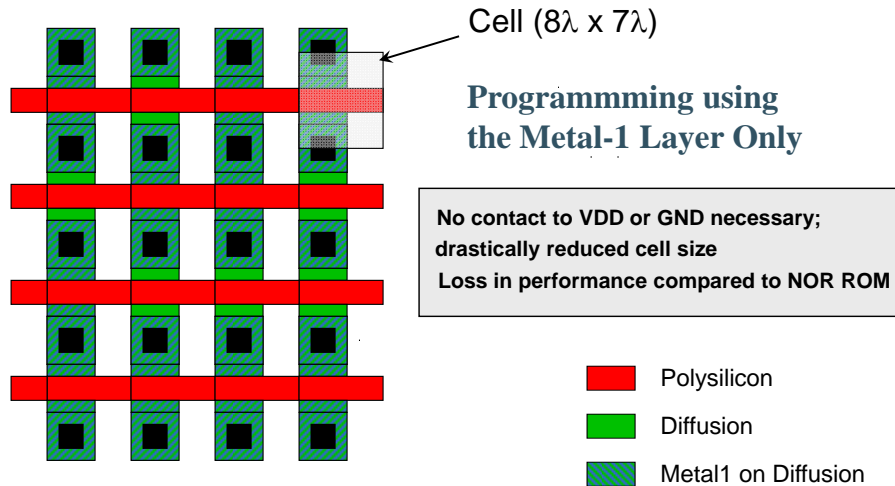 Cell (8λ x 7λ)
Programmming using
the Metal-1 Layer Only
No contact to VDD or GND necessary;
drastically reduced cell size
Loss in performance compared to NOR ROM
Polysilicon
Diffusion
Metal1 on Diffusion